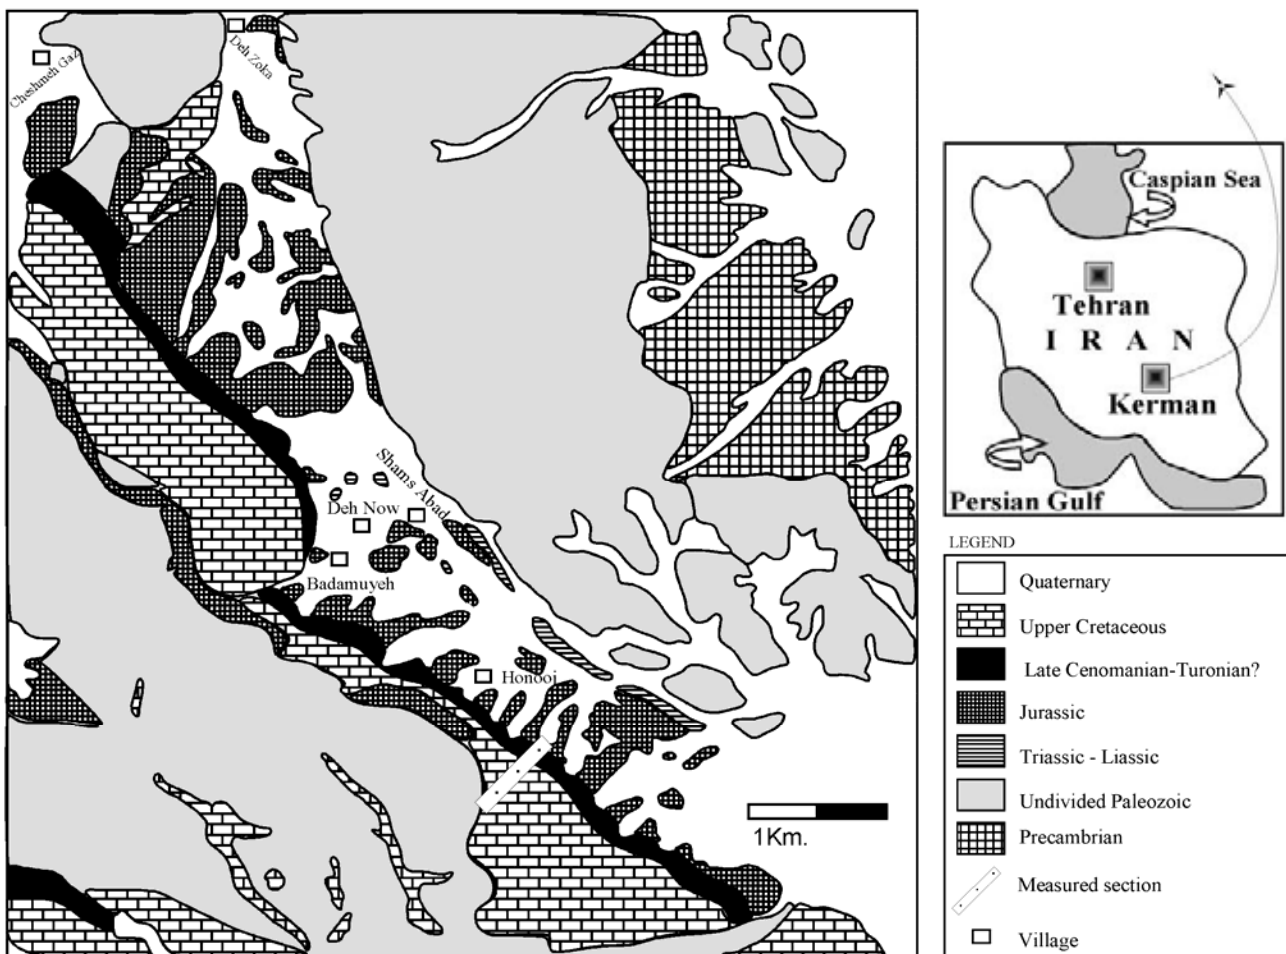 Cheshmeh Gaz
Deh Zoka
Shams Abad
Deh Now
Badamuyeh
Honooj
1Km.
Caspian Sea
Tehran
I R A N
Kerman
Persian Gulf
LEGEND
Quaternary
Upper Cretaceous
Late Cenomanian-Turonian?
Jurassic
Triassic - Liassic
Undivided Paleozoic
Precambrian
Measured section
Village